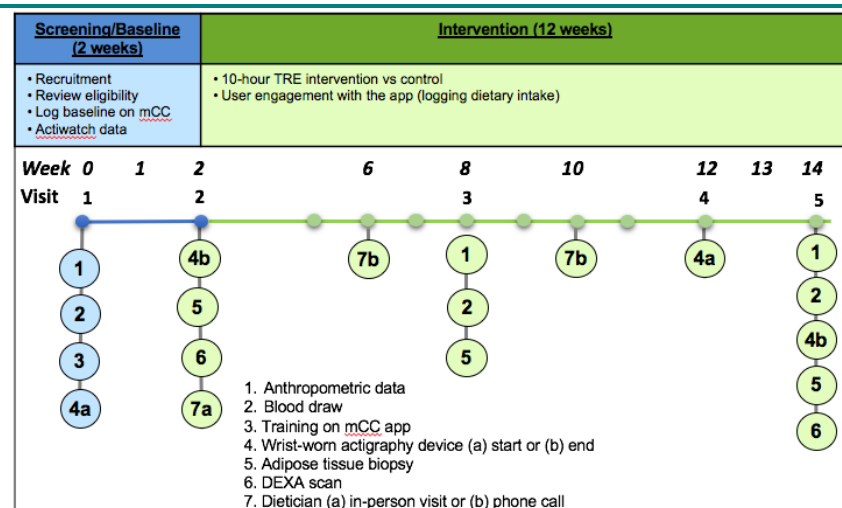 Screening/Baseline
(2 weeks)
Intervention (12 weeks)
• Recruitment
• Review eligibility
• Log baseline on mCC
• Actiwatch data
• 10-hour TRE intervention vs control
• User engagement with the app (logging dietary intake)
Week 0 1 2 6 8 10 12 13 14
Visit 1 2 3 4 5
1 4b 7b 1 7b 4a 1
2 5 2 2
3 6 5 4b
4a 7a 5
6
1. Anthropometric data
2. Blood draw
3. Training on mCC app
4. Wrist-worn actigraphy device (a) start or (b) end
5. Adipose tissue biopsy
6. DEXA scan
7. Dietician (a) in-person visit or (b) phone call